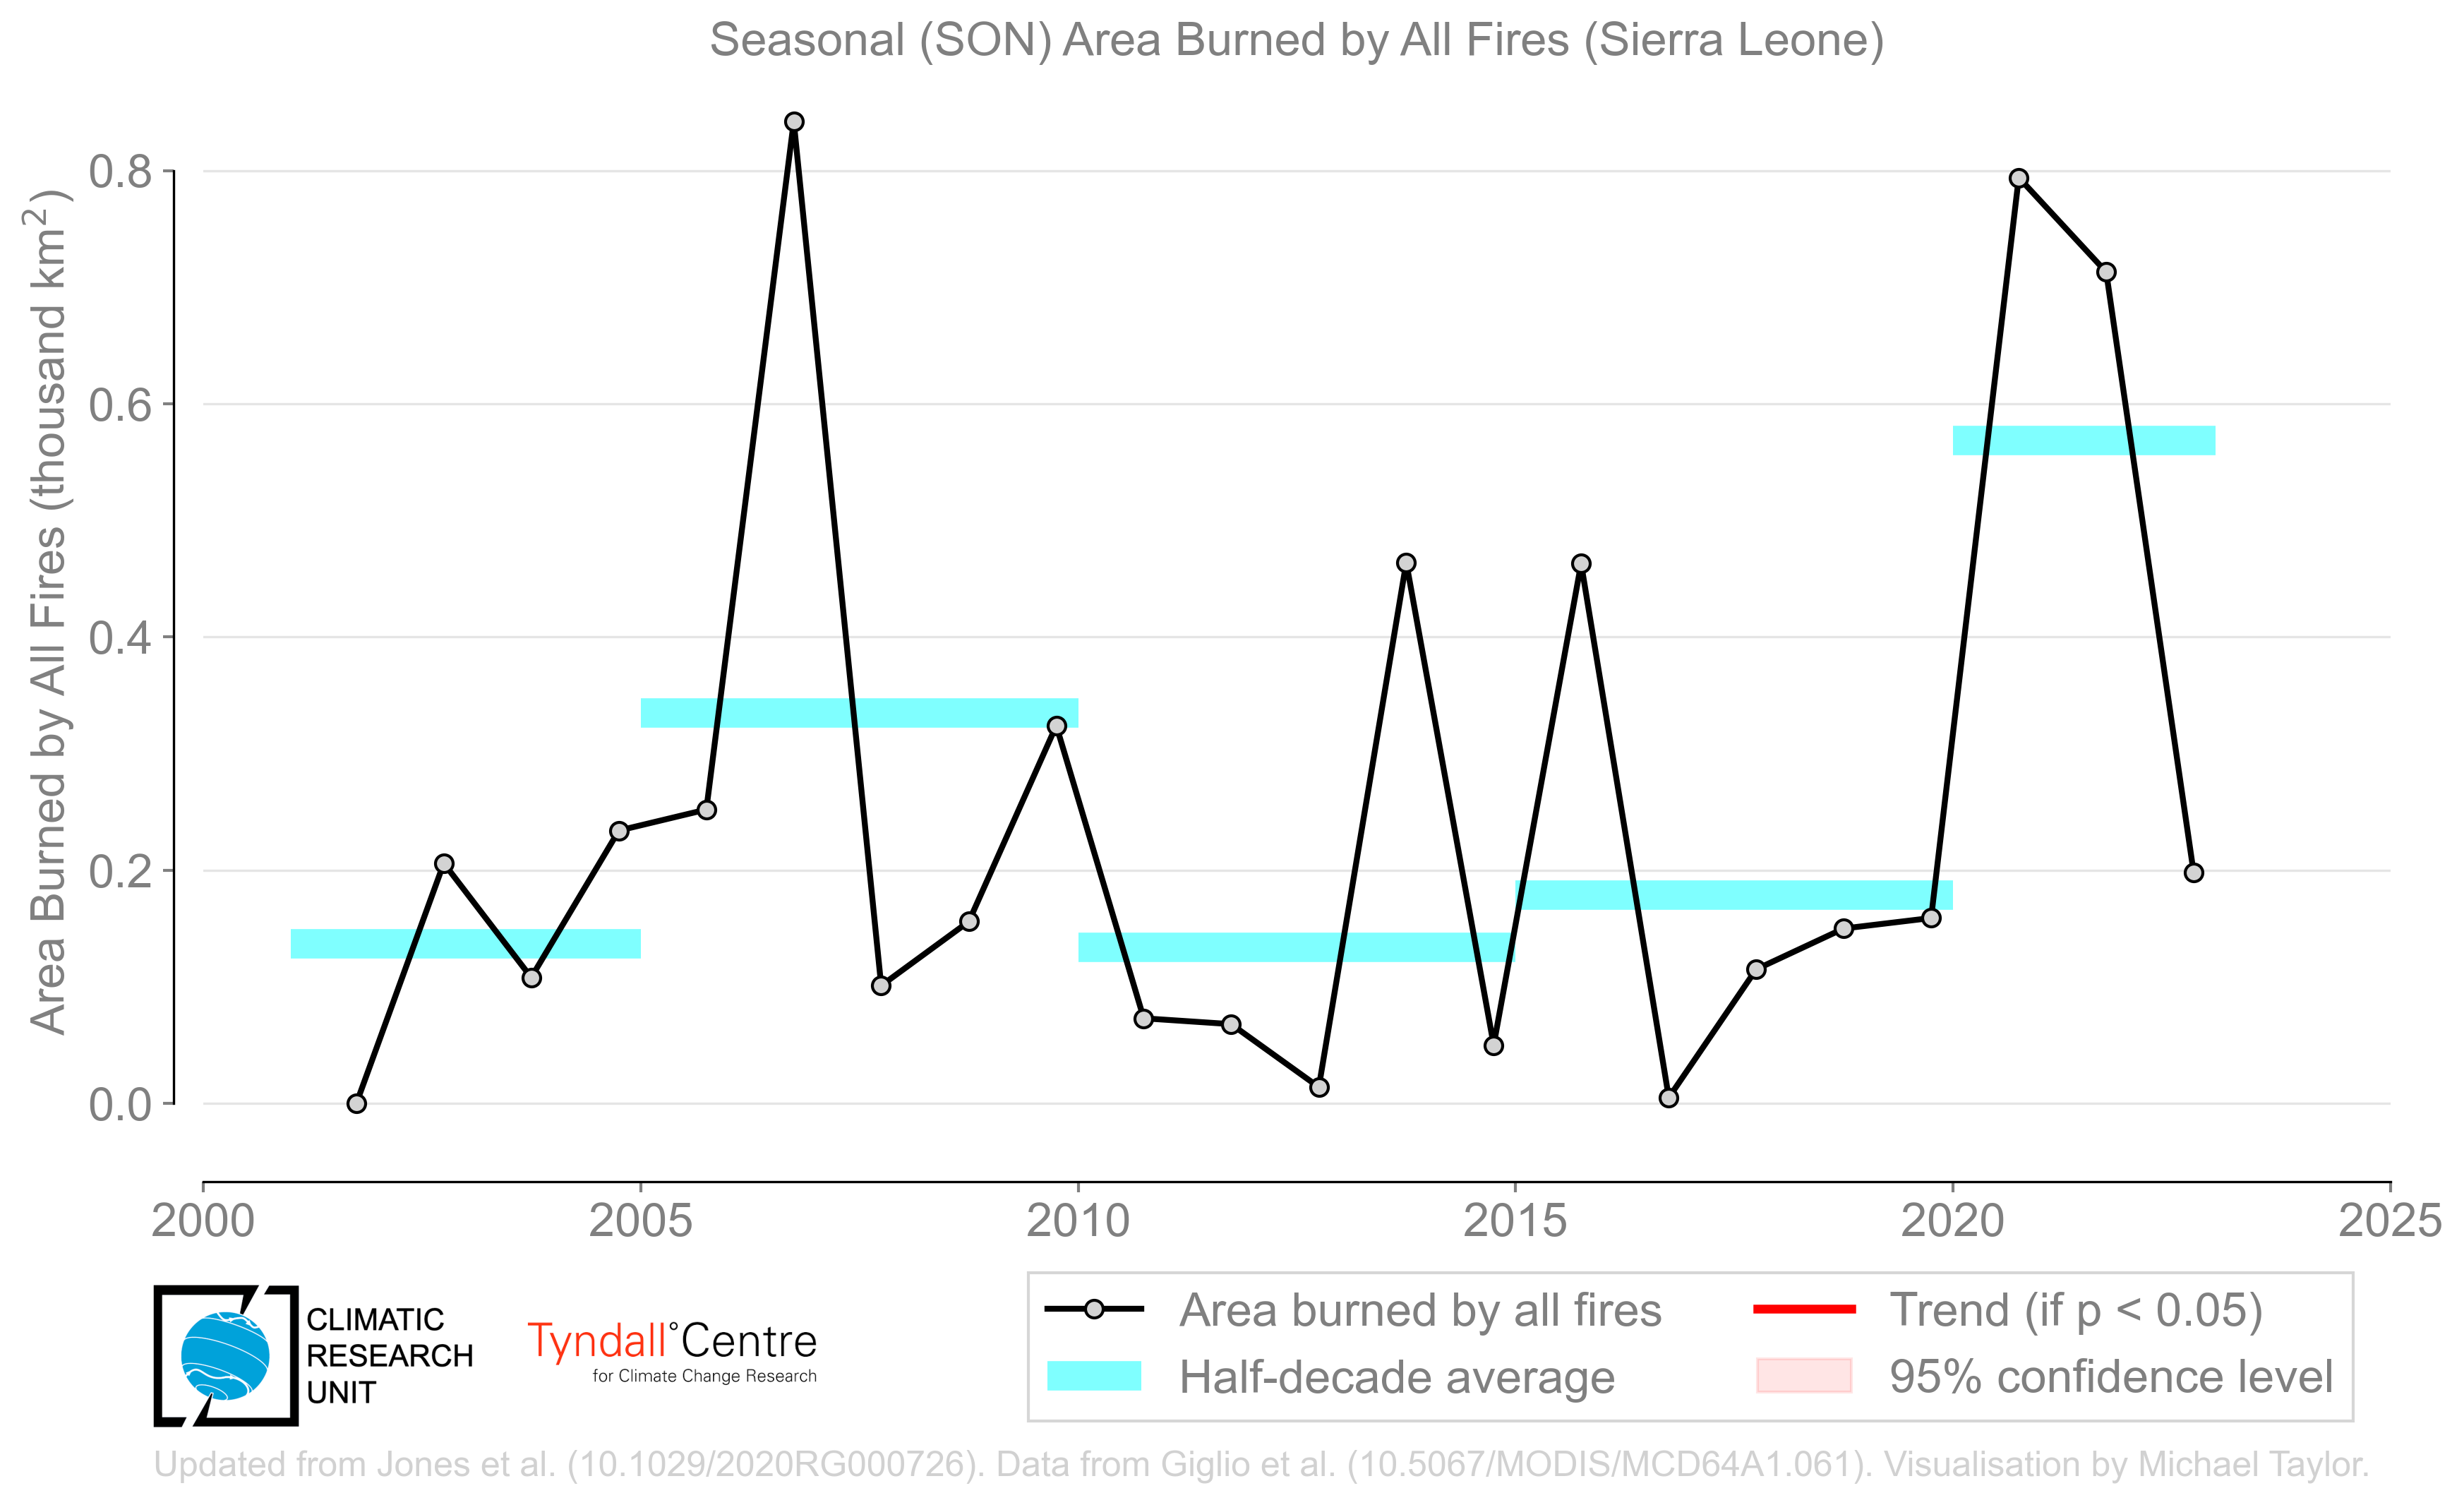 Seasonal (SON) Area Burned by All Fires (Sierra Leone)
Area Burned by All Fires (thousand km²)
0.8
0.6
0.4
0.2
0.0
2000 2005 2010 2015 2020 2025
CLIMATIC
RESEARCH
UNIT
Tyndall°Centre
for Climate Change Research
Area burned by all fires
Half-decade average
Trend (if p < 0.05)
95% confidence level
Updated from Jones et al. (10.1029/2020RG000726). Data from Giglio et al. (10.5067/MODIS/MCD64A1.061). Visualisation by Michael Taylor.